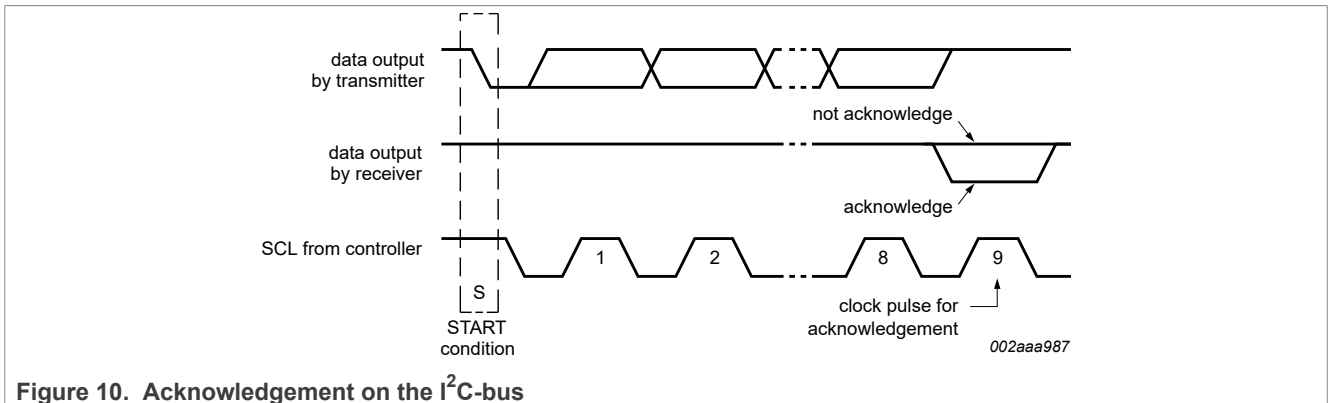 data output
by transmitter
not acknowledge
data output
by receiver
acknowledge
SCL from controller
1
2
8
9
S
START
condition
clock pulse for
acknowledgement
002aaa987
Figure 10. Acknowledgement on the I²C-bus